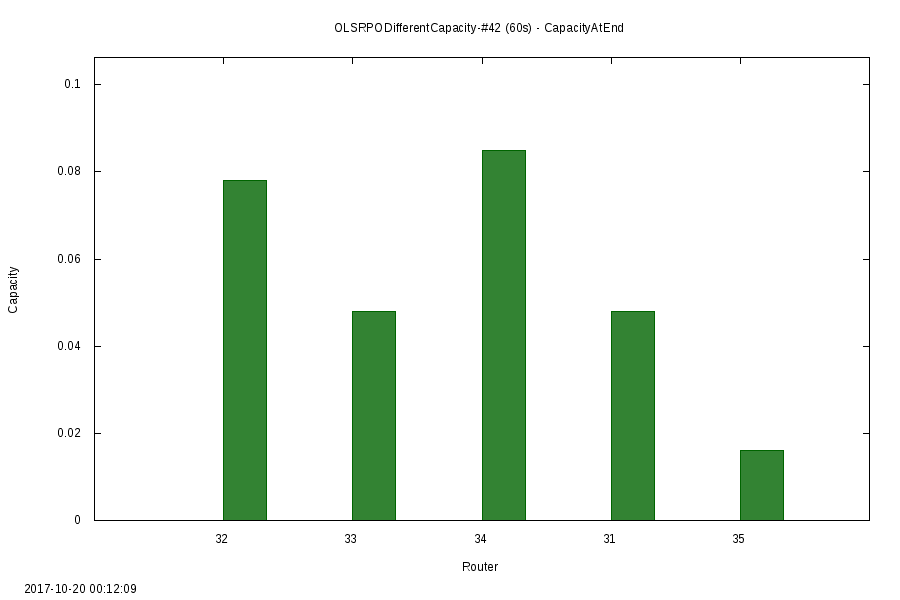 OLSRPODifferentCapacity-#42 (60s) - CapacityAtEnd
0.1
0.08
0.06
0.04
0.02
0
Capacity
32 33 34 31 35
Router
2017-10-20 00:12:09